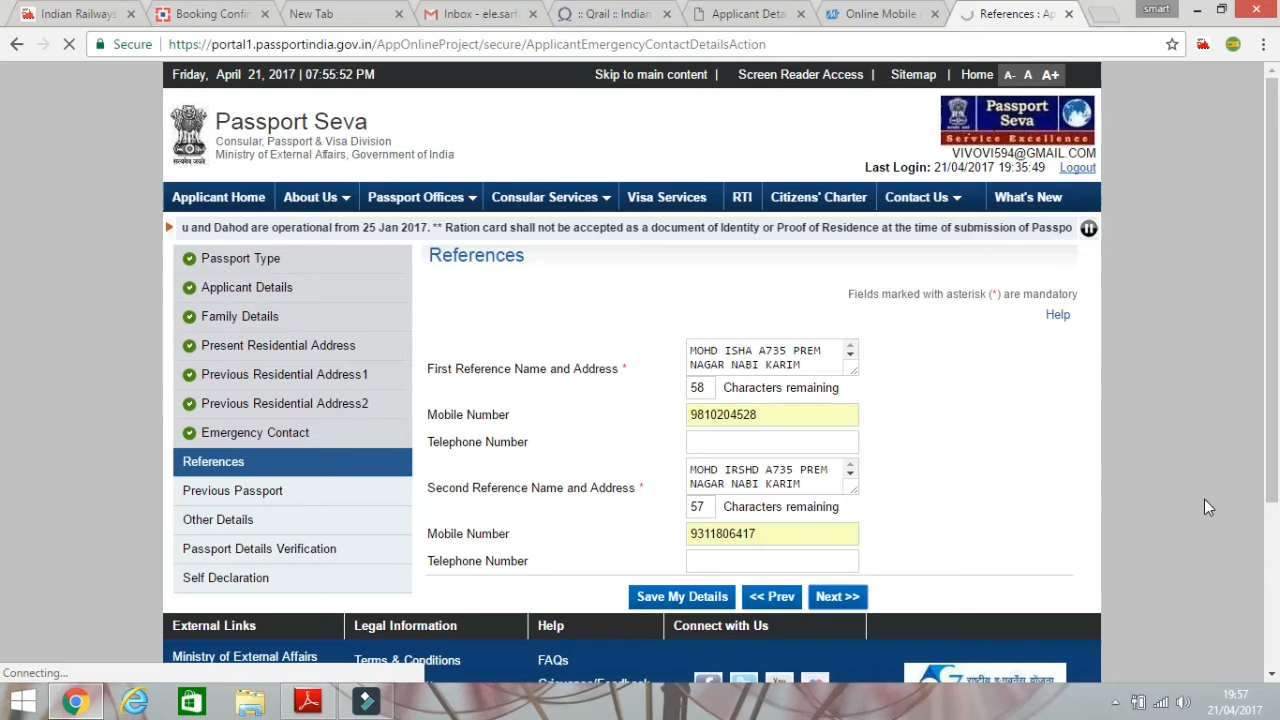 Indian Railways
Booking Confir
New Tab
Inbox - ele.sarf
:: Qrail :: Indian
Applicant Deta
Online Mobile
References : Ap
smart
Secure
https://portal1.passportindia.gov.in/AppOnlineProject/secure/ApplicantEmergencyContactDetailsAction
Friday, April 21, 2017 | 07:55:52 PM
Skip to main content | Screen Reader Access | Sitemap | Home A- A A+
Passport Seva
Consular, Passport & Visa Division
Ministry of External Affairs, Government of India
Passport
Seva
Service Excellence
VIVOVI594@GMAIL.COM
Last Login: 21/04/2017 19:35:49 Logout
Applicant Home
About Us
Passport Offices
Consular Services
Visa Services
RTI
Citizens' Charter
Contact Us
What's New
u and Dahod are operational from 25 Jan 2017. ** Ration card shall not be accepted as a document of Identity or Proof of Residence at the time of submission of Passpo
Passport Type
Applicant Details
Family Details
Present Residential Address
Previous Residential Address1
Previous Residential Address2
Emergency Contact
References
Previous Passport
Other Details
Passport Details Verification
Self Declaration
References
Fields marked with asterisk (*) are mandatory
Help
First Reference Name and Address *
MOHD ISHA A735 PREM
NAGAR NABI KARIM
58 Characters remaining
Mobile Number
9810204528
Telephone Number
Second Reference Name and Address *
MOHD IRSHD A735 PREM
NAGAR NABI KARIM
57 Characters remaining
Mobile Number
9311806417
Telephone Number
Save My Details
<< Prev
Next >>
External Links
Legal Information
Help
Connect with Us
Ministry of External Affairs
Terms & Conditions
FAQs
Grievance/Feedback
राष्ट्रीय ई-गवर्नेंस योजना
Connecting...
19:57
21/04/2017